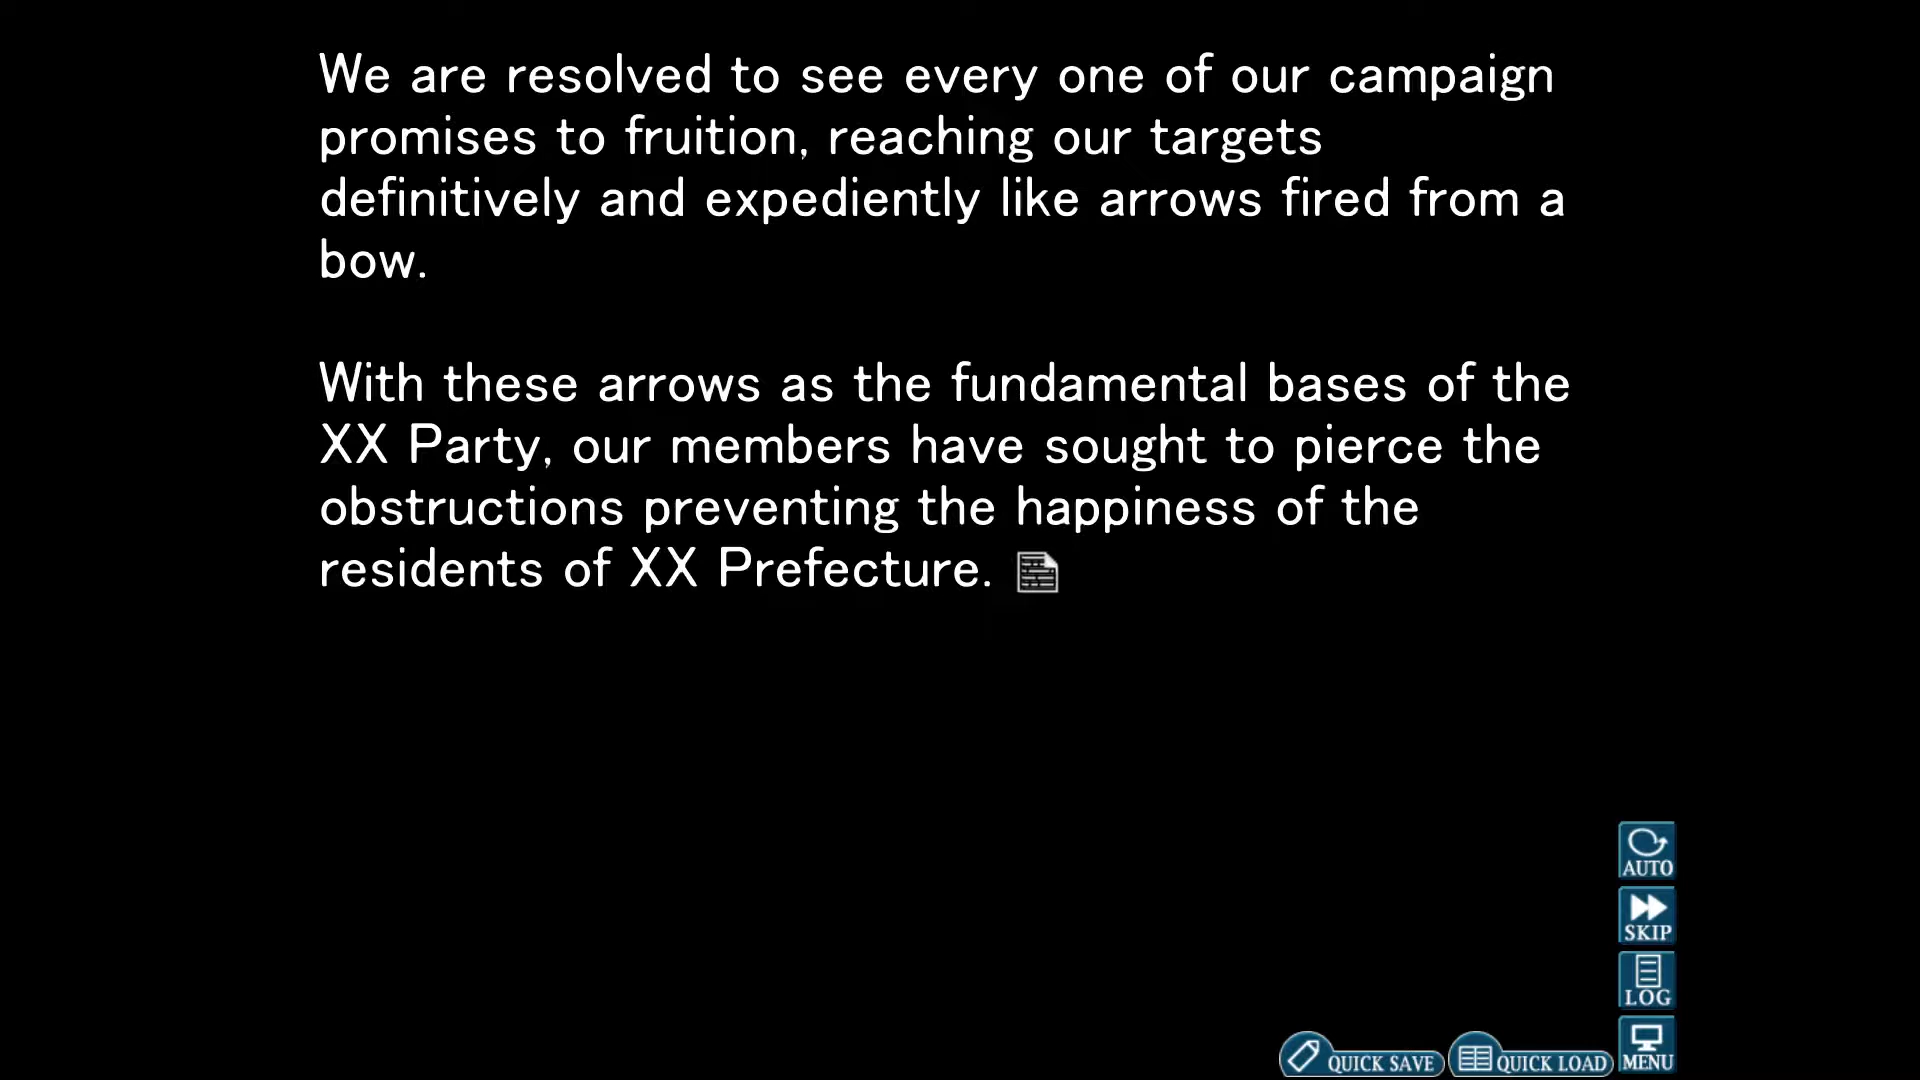 We are resolved to see every one of our campaign
promises to fruition, reaching our targets
definitively and expediently like arrows fired from a
bow.
With these arrows as the fundamental bases of the
XX Party, our members have sought to pierce the
obstructions preventing the happiness of the
residents of XX Prefecture.
AUTO
SKIP
LOG
MENU
QUICK SAVE
QUICK LOAD